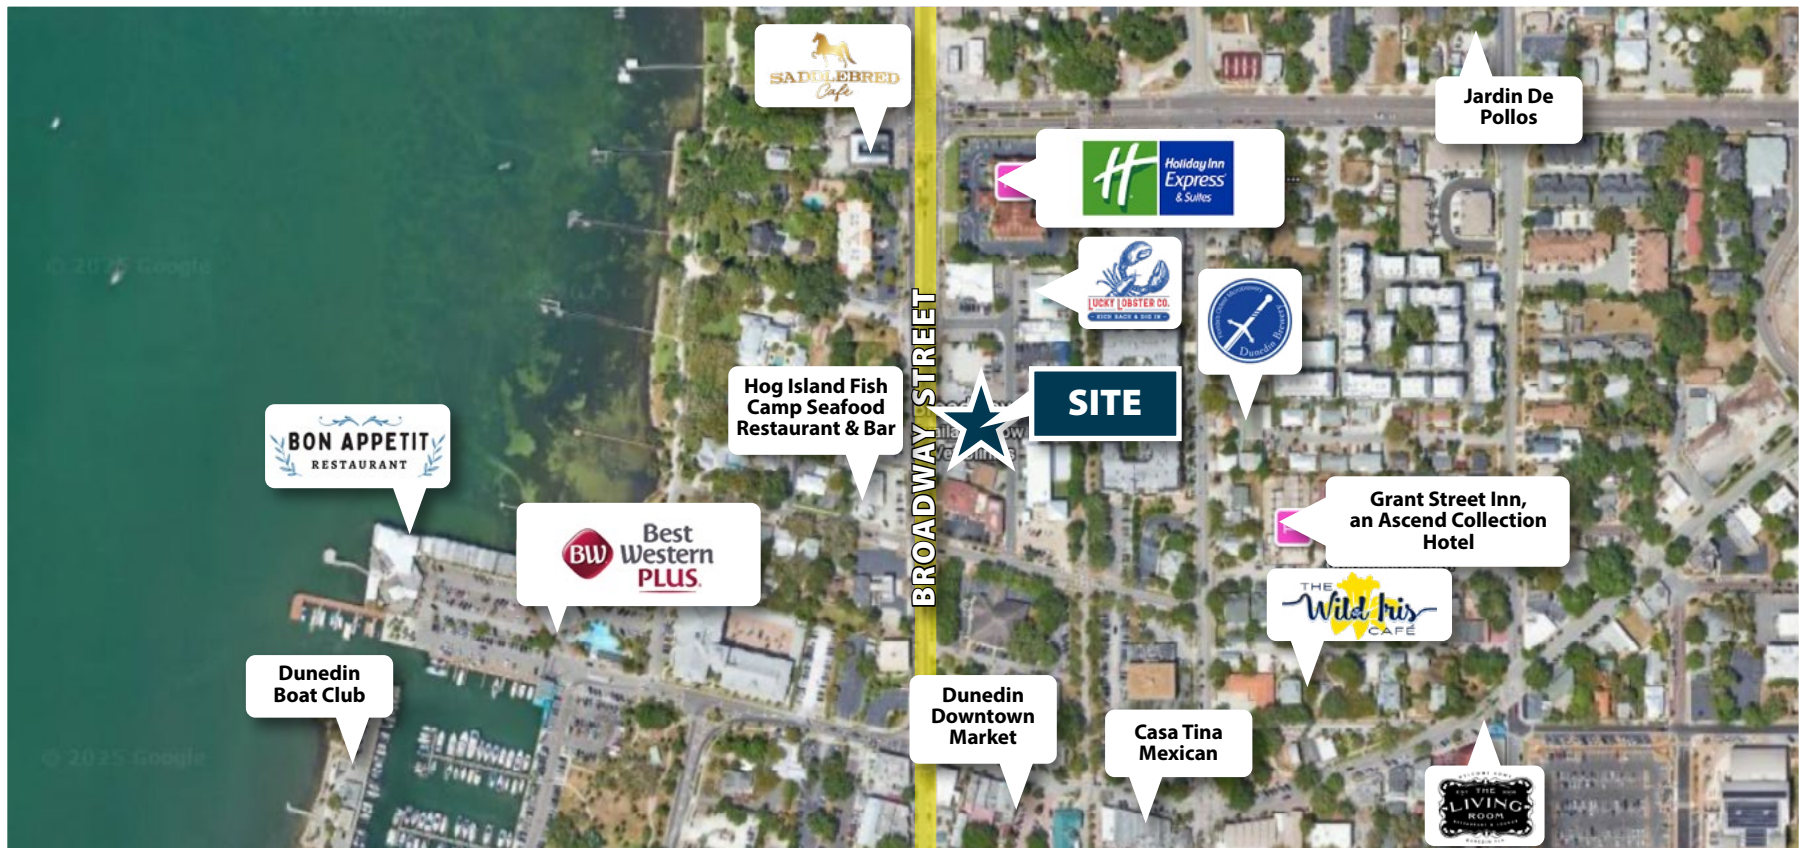 SADDLEBRED
Cafe
Jardin De
Pollos
H
Holiday Inn
Express
& Suites
LUCKY LOBSTER CO.
KICK BACK & DIG IN
Dunedin Brewery
BROADWAY STREET
SITE
Hog Island Fish
Camp Seafood
Restaurant & Bar
BON APPETIT
RESTAURANT
BW
Best
Western
PLUS
Grant Street Inn,
an Ascend Collection
Hotel
THE
Wild Iris
CAFÉ
Dunedin
Boat Club
Dunedin
Downtown
Market
Casa Tina
Mexican
THE
LIVING
ROOM
© 2025 Google